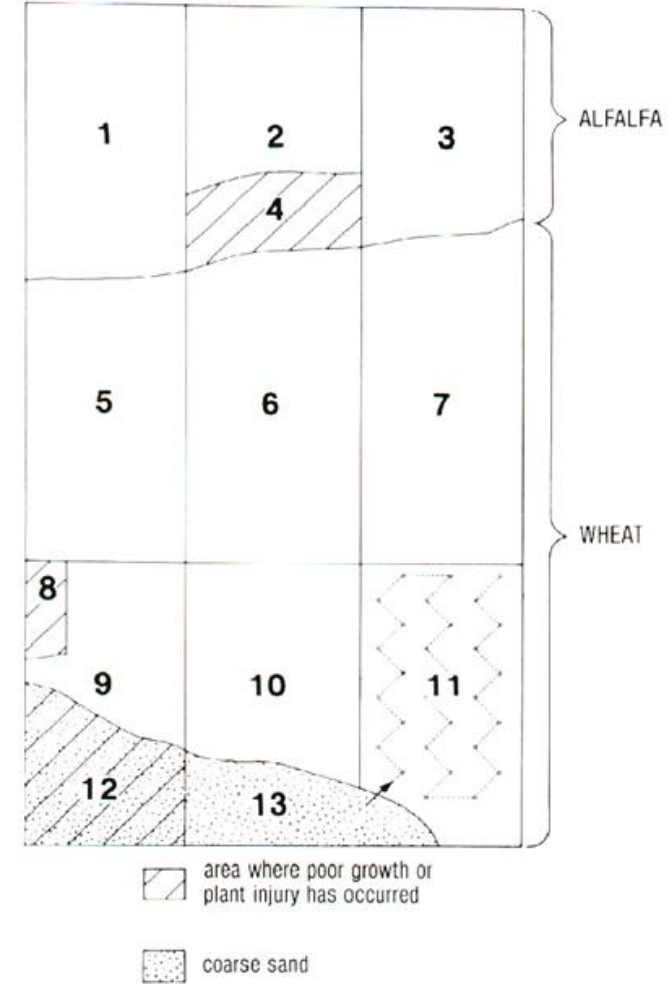 1
2
3
ALFALFA
4
5
6
7
WHEAT
8
9
10
11
12
13
area where poor growth or
plant injury has occurred
coarse sand